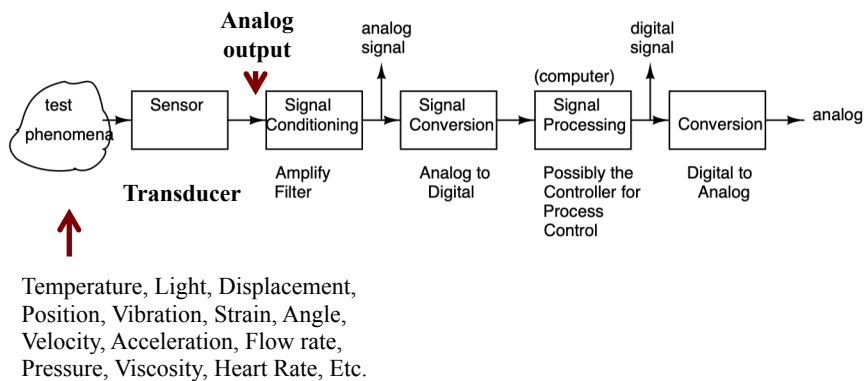 Analog
output
analog
signal
digital
signal
(computer)
test
phenomena
Sensor
Signal
Conditioning
Signal
Conversion
Signal
Processing
Conversion
analog
Transducer
Amplify
Filter
Analog to
Digital
Possibly the
Controller for
Process
Control
Digital to
Analog
Temperature, Light, Displacement,
Position, Vibration, Strain, Angle,
Velocity, Acceleration, Flow rate,
Pressure, Viscosity, Heart Rate, Etc.